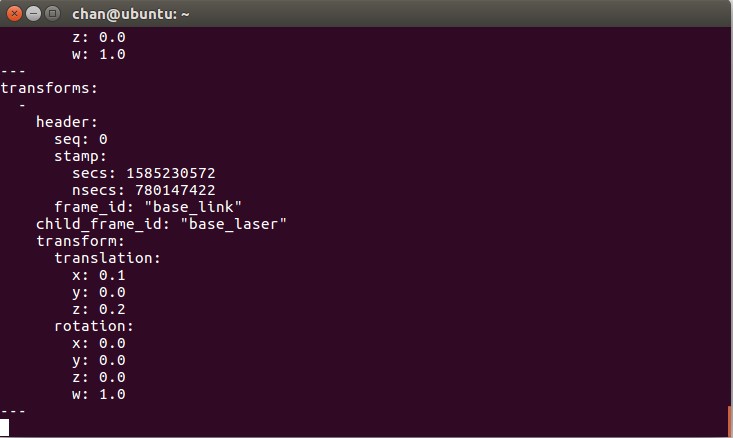 chan@ubuntu: ~
        z: 0.0
        w: 1.0
---
transforms:
  -
    header:
      seq: 0
      stamp:
        secs: 1585230572
        nsecs: 780147422
      frame_id: "base_link"
    child_frame_id: "base_laser"
    transform:
      translation:
        x: 0.1
        y: 0.0
        z: 0.2
      rotation:
        x: 0.0
        y: 0.0
        z: 0.0
        w: 1.0
---